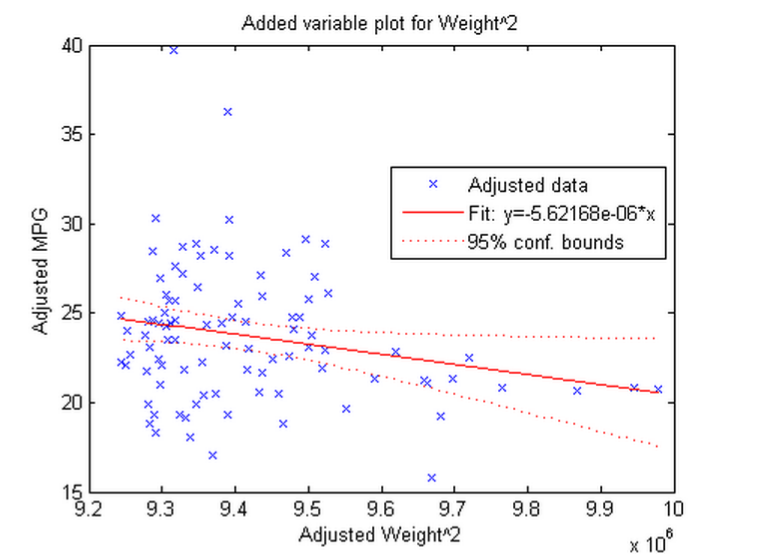 Added variable plot for Weight^2
40
35
30
25
20
15
Adjusted MPG
Adjusted data
Fit: y=-5.62168e-06*x
95% conf. bounds
9.2 9.3 9.4 9.5 9.6 9.7 9.8 9.9 10
Adjusted Weight^2
x 10^6